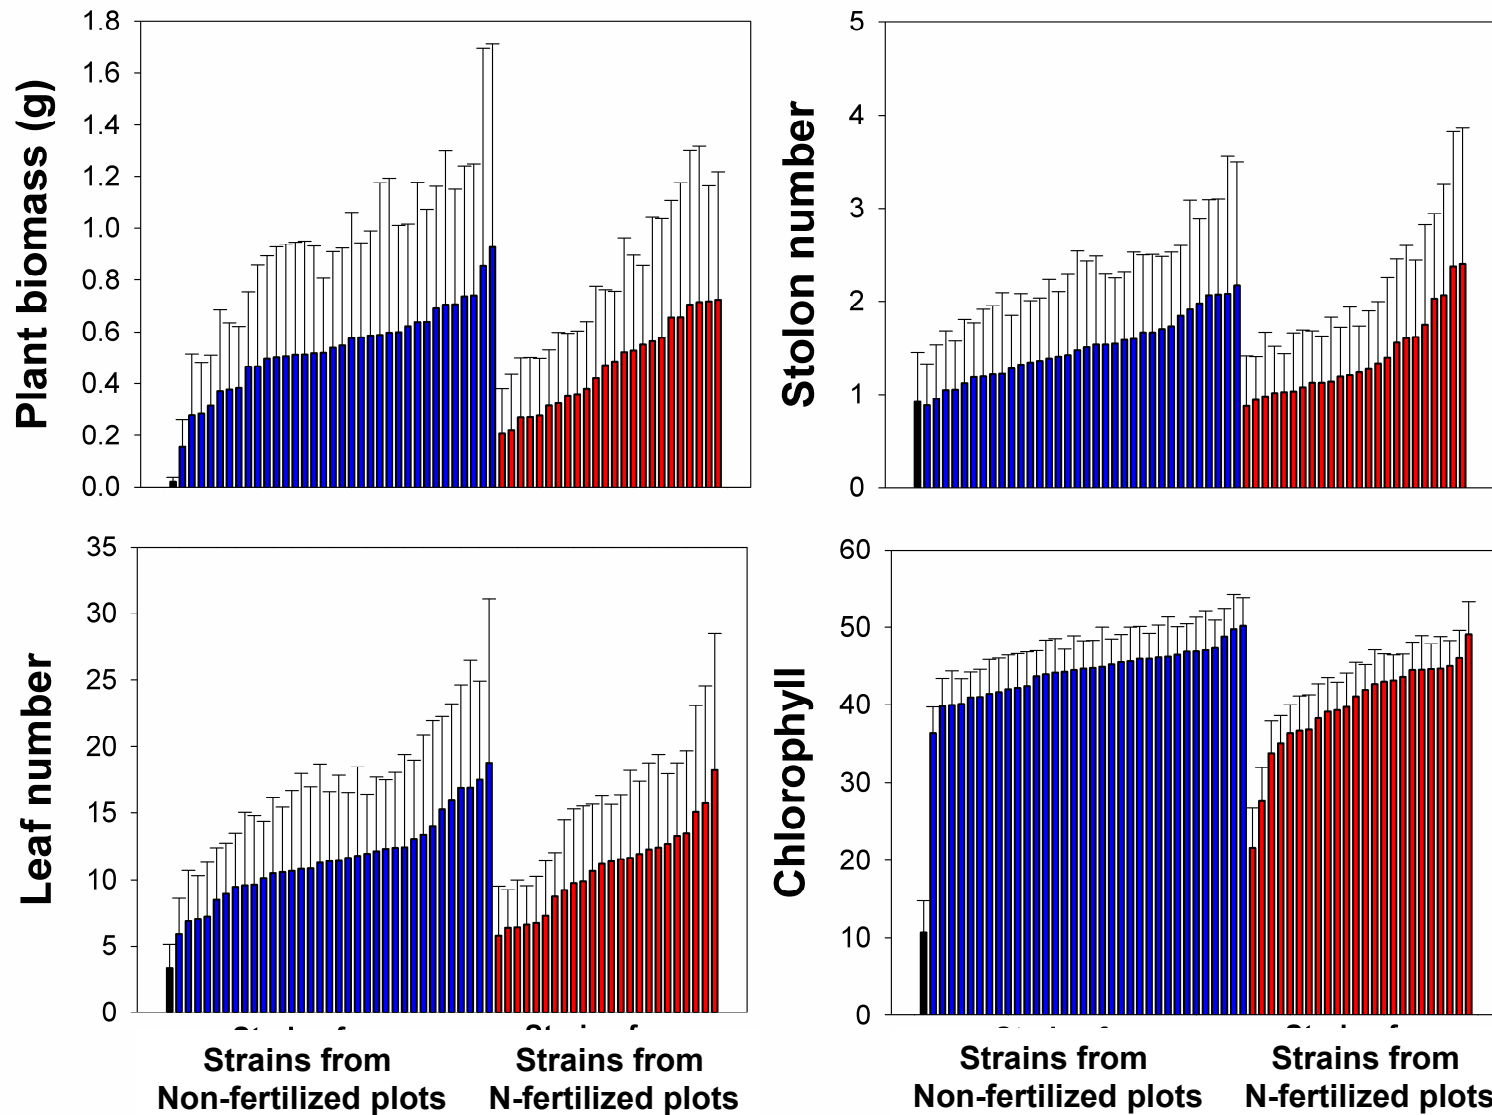 Plant biomass (g)
1.8
1.6
1.4
1.2
1.0
0.8
0.6
0.4
0.2
0.0
Stolon number
5
4
3
2
1
0
Leaf number
35
30
25
20
15
10
5
0
Chlorophyll
60
50
40
30
20
10
0
Strains from
Non-fertilized plots
Strains from
N-fertilized plots
Strains from
Non-fertilized plots
Strains from
N-fertilized plots